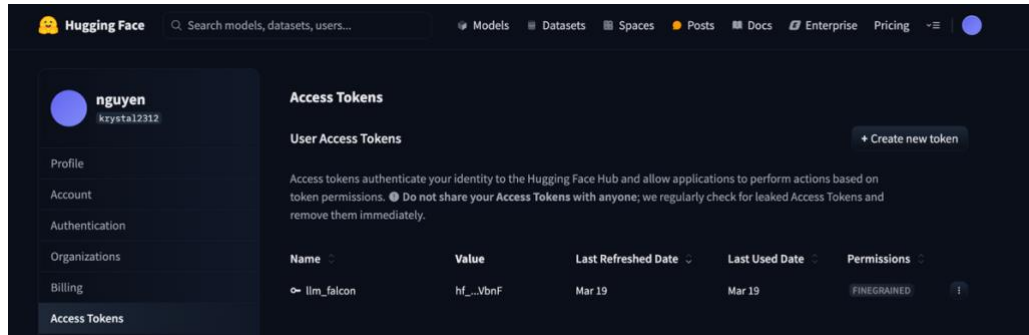 Hugging Face Search models, datasets, users... Models Datasets Spaces Posts Docs Enterprise Pricing
nguyen
krystal2312
Profile
Account
Authentication
Organizations
Billing
Access Tokens
Access Tokens
User Access Tokens + Create new token
Access tokens authenticate your identity to the Hugging Face Hub and allow applications to perform actions based on
token permissions. Do not share your Access Tokens with anyone; we regularly check for leaked Access Tokens and
remove them immediately.
Name Value Last Refreshed Date Last Used Date Permissions
llm_falcon hf_...VbnF Mar 19 Mar 19 FINEGRAINED